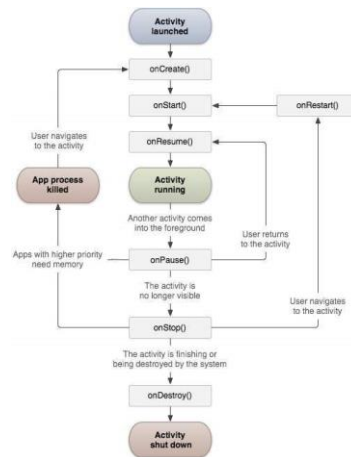 Activity
launched
onCreate()
onStart()
onRestart()
User navigates
to the activity
onResume()
App process
killed
Activity
running
Another activity comes
into the foreground
User returns
to the activity
Apps with higher priority
need memory
onPause()
The activity is
no longer visible
User navigates
to the activity
onStop()
The activity is finishing or
being destroyed by the system
onDestroy()
Activity
shut down